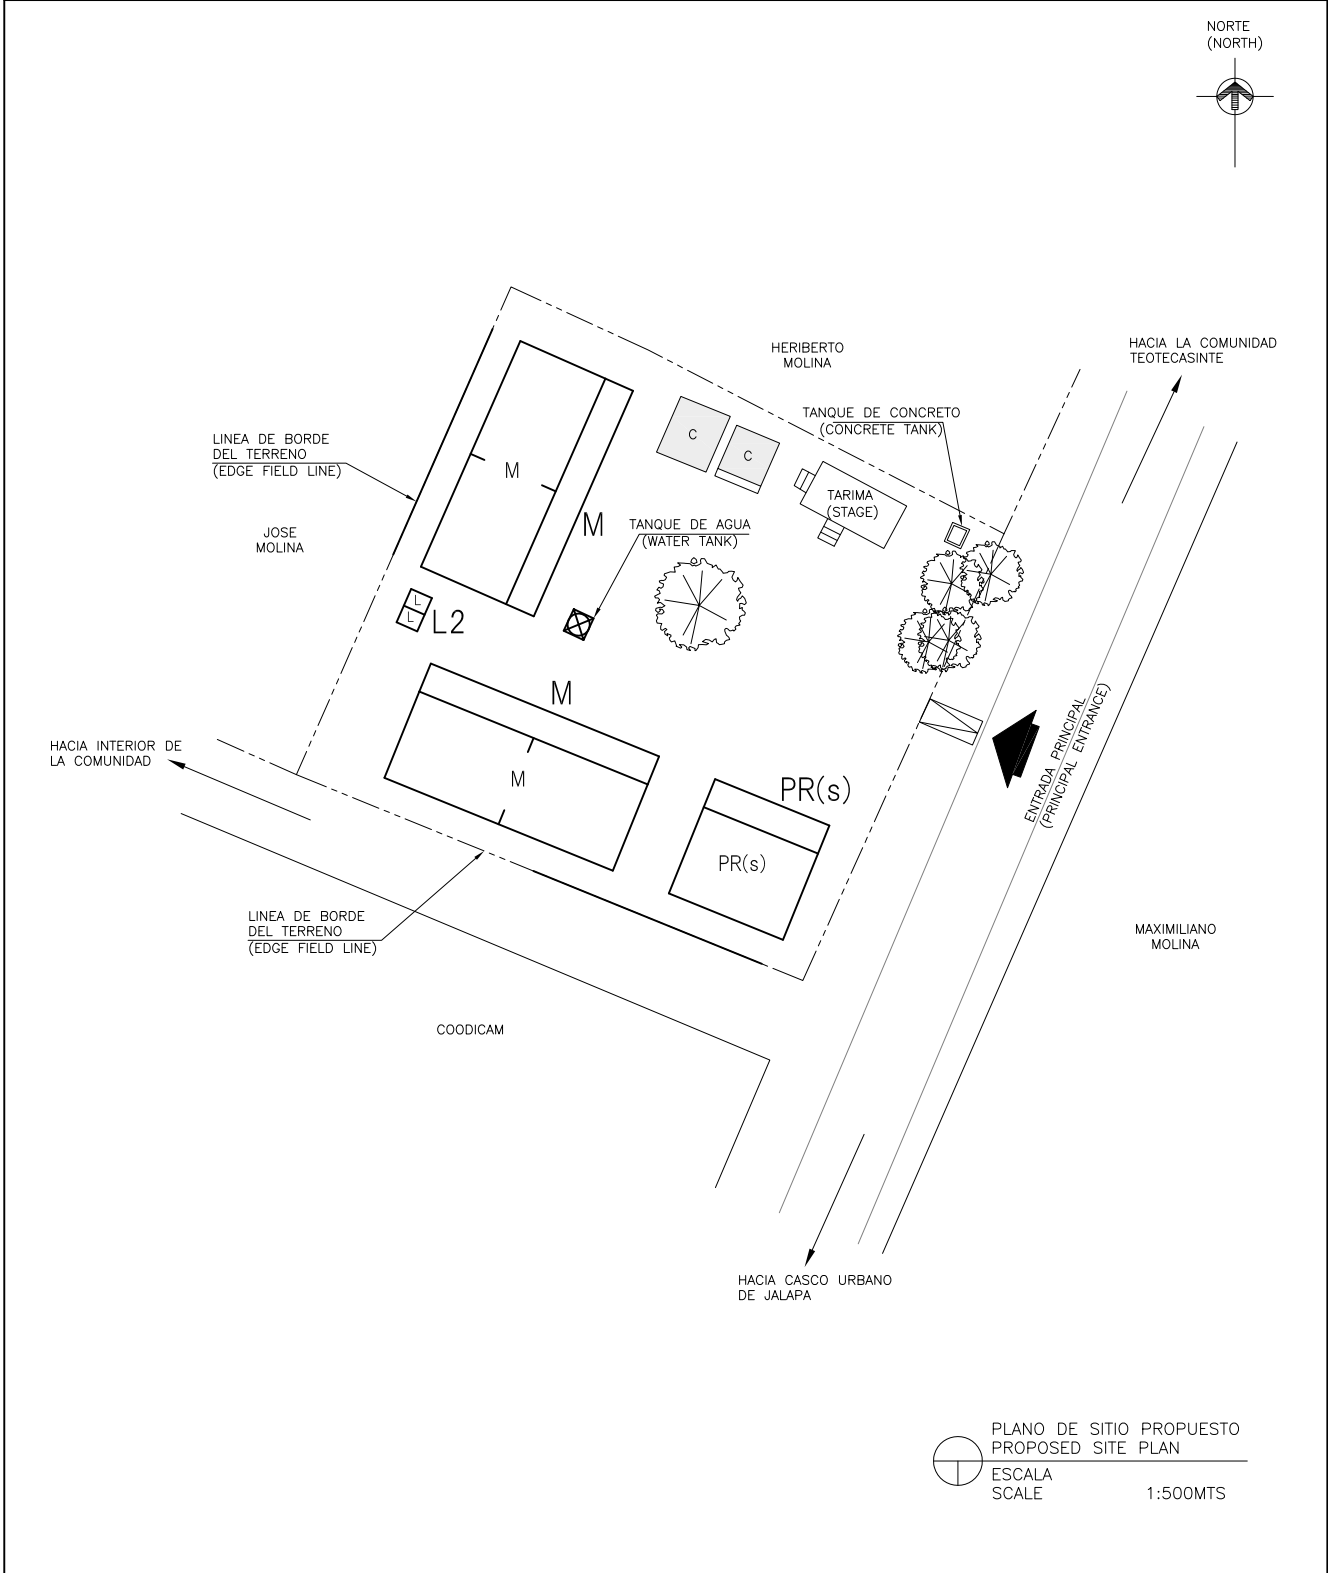 NORTE
(NORTH)
HERIBERTO
MOLINA
HACIA LA COMUNIDAD
TEOTECASINTE
TANQUE DE CONCRETO
(CONCRETE TANK)
LINEA DE BORDE
DEL TERRENO
(EDGE FIELD LINE)
C
C
M
TARIMA
(STAGE)
M
TANQUE DE AGUA
(WATER TANK)
JOSE
MOLINA
L
L
L2
M
M
HACIA INTERIOR DE
LA COMUNIDAD
ENTRADA PRINCIPAL
(PRINCIPAL ENTRANCE)
PR(s)
PR(s)
LINEA DE BORDE
DEL TERRENO
(EDGE FIELD LINE)
MAXIMILIANO
MOLINA
COODICAM
HACIA CASCO URBANO
DE JALAPA
PLANO DE SITIO PROPUESTO
PROPOSED SITE PLAN
ESCALA
SCALE 1:500MTS